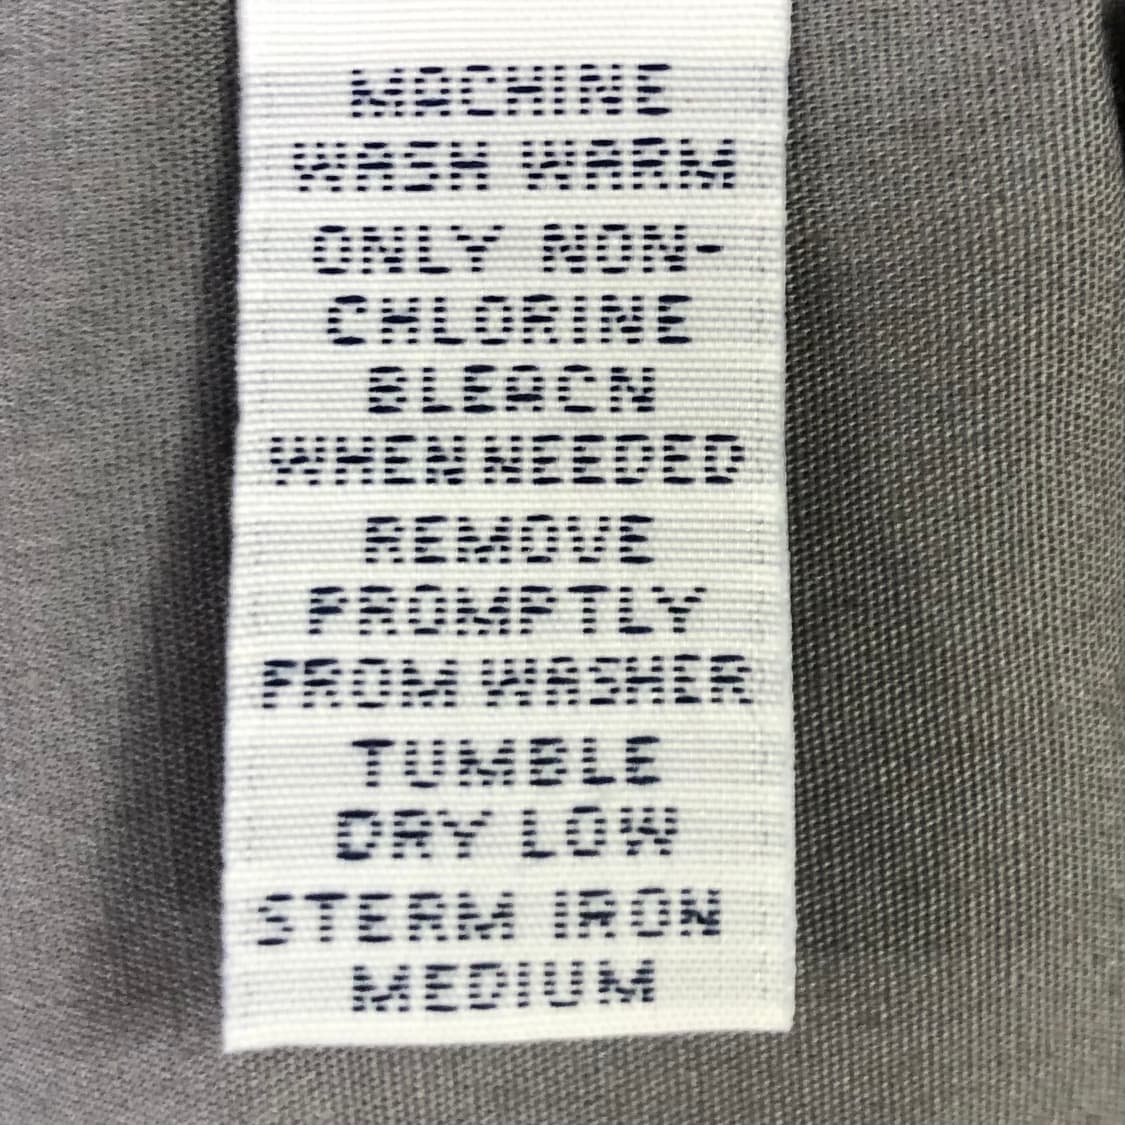 MACHINE
WASH WARM
ONLY NON-
CHLORINE
BLEACN
WHEN NEEDED
REMOVE
PROMPTLY
FROM WASHER
TUMBLE
DRY LOW
STERM IRON
MEDIUM